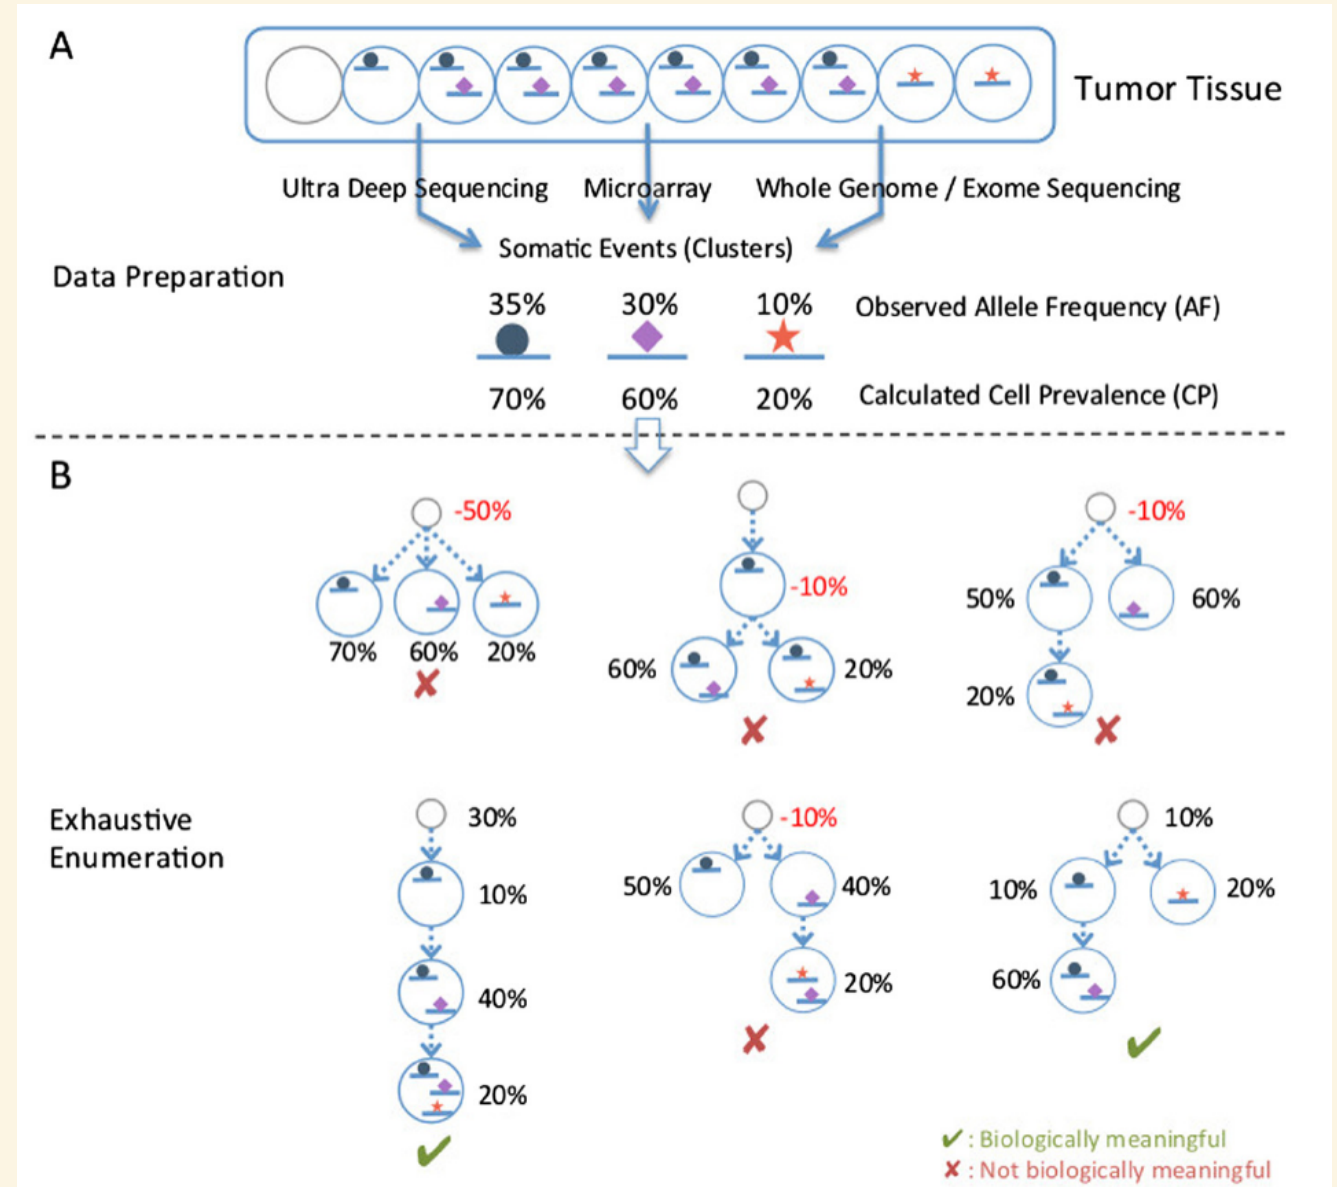 A
Tumor Tissue
Ultra Deep Sequencing Microarray Whole Genome / Exome Sequencing
Somatic Events (Clusters)
Data Preparation
35% 30% 10% Observed Allele Frequency (AF)
70% 60% 20% Calculated Cell Prevalence (CP)
B
-50%
70% 60% 20%
✘
-10%
60% 20%
✘
-10%
50% 60%
20%
✘
Exhaustive
Enumeration
30%
10%
40%
20%
✔
-10%
50% 40%
20%
✘
10%
10% 20%
60%
✔
✔ : Biologically meaningful
✘ : Not biologically meaningful